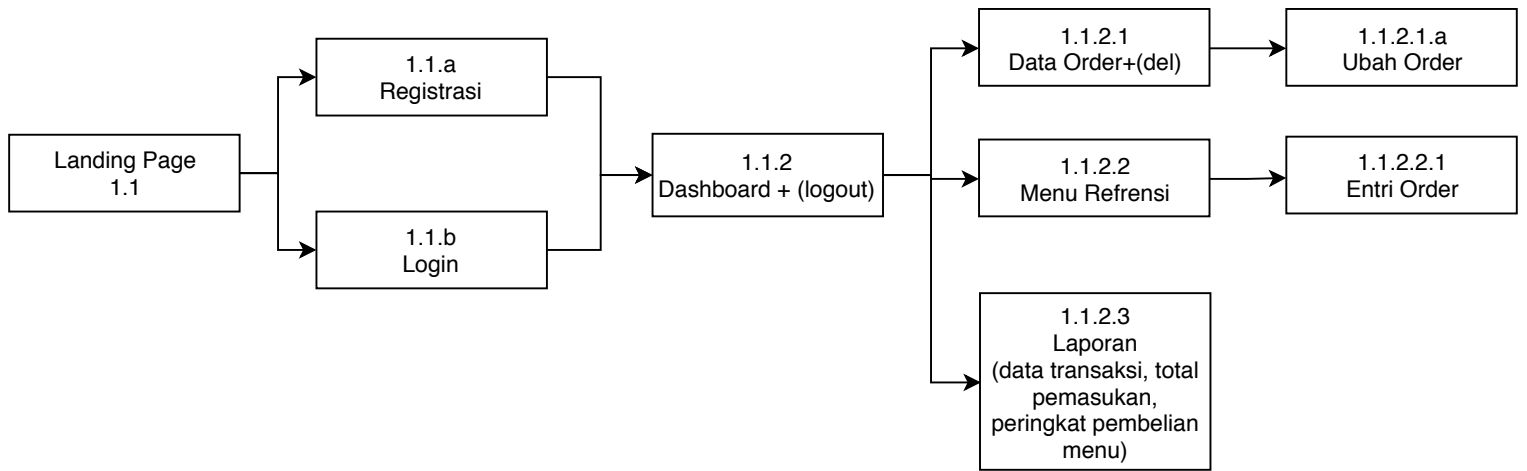 Landing Page
1.1
1.1.a
Registrasi
1.1.b
Login
1.1.2
Dashboard + (logout)
1.1.2.1
Data Order+(del)
1.1.2.1.a
Ubah Order
1.1.2.2
Menu Refrensi
1.1.2.2.1
Entri Order
1.1.2.3
Laporan
(data transaksi, total
pemasukan,
peringkat pembelian
menu)